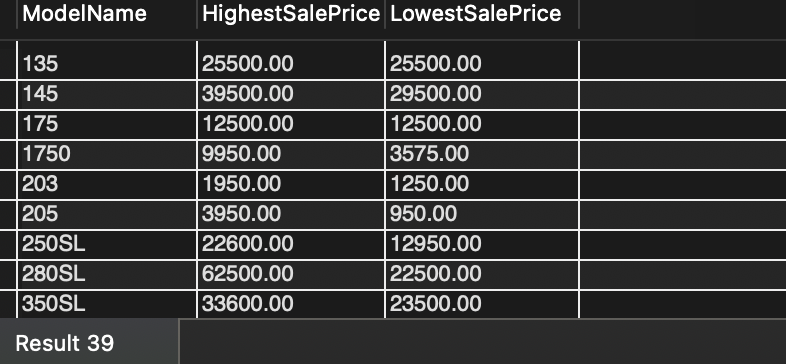 ModelName HighestSalePrice LowestSalePrice
135 25500.00 25500.00
145 39500.00 29500.00
175 12500.00 12500.00
1750 9950.00 3575.00
203 1950.00 1250.00
205 3950.00 950.00
250SL 22600.00 12950.00
280SL 62500.00 22500.00
350SL 33600.00 23500.00
Result 39